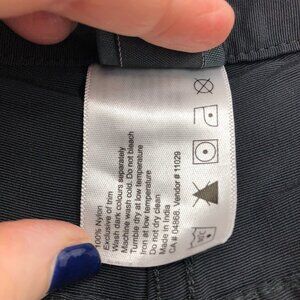 100% Nylon
Exclusive of trim
Wash dark colours separately
Machine wash cold. Do not bleach
Tumble dry at low temperature
Iron at low temperature
Do not dry clean
Made in India
CA # 04868. Vendor # 11029